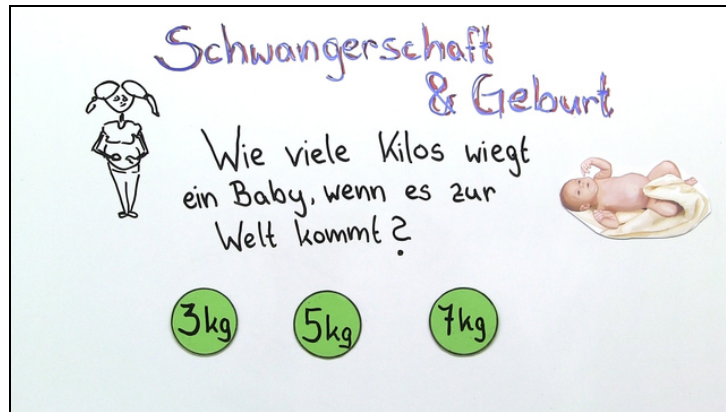 Schwangerschaft
& Geburt
Wie viele Kilos wiegt
ein Baby, wenn es zur
Welt kommt?
3kg 5kg 7kg